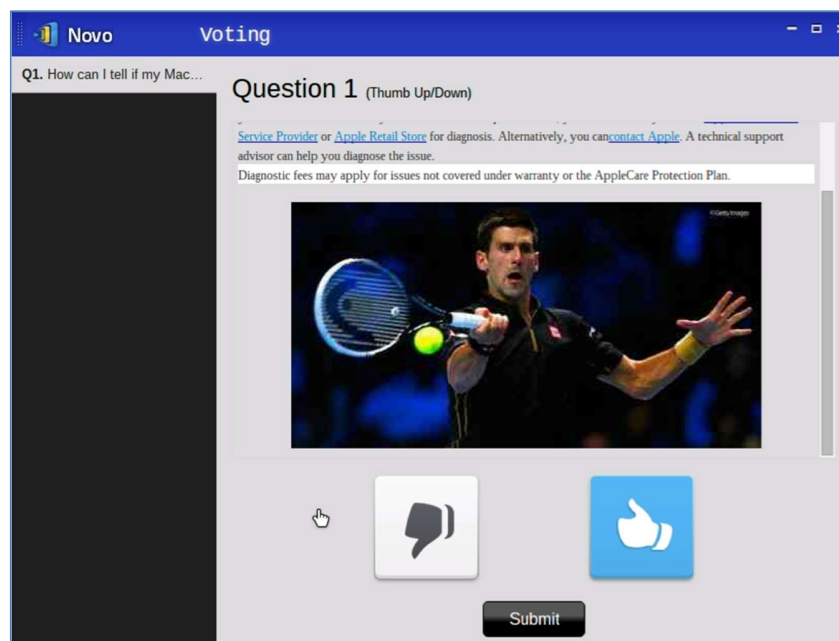 Novo
Voting
Q1. How can I tell if my Mac...
Question 1 (Thumb Up/Down)
Service Provider or Apple Retail Store for diagnosis. Alternatively, you cancontact Apple. A technical support
advisor can help you diagnose the issue.
Diagnostic fees may apply for issues not covered under warranty or the AppleCare Protection Plan.
©Getty Images
Submit